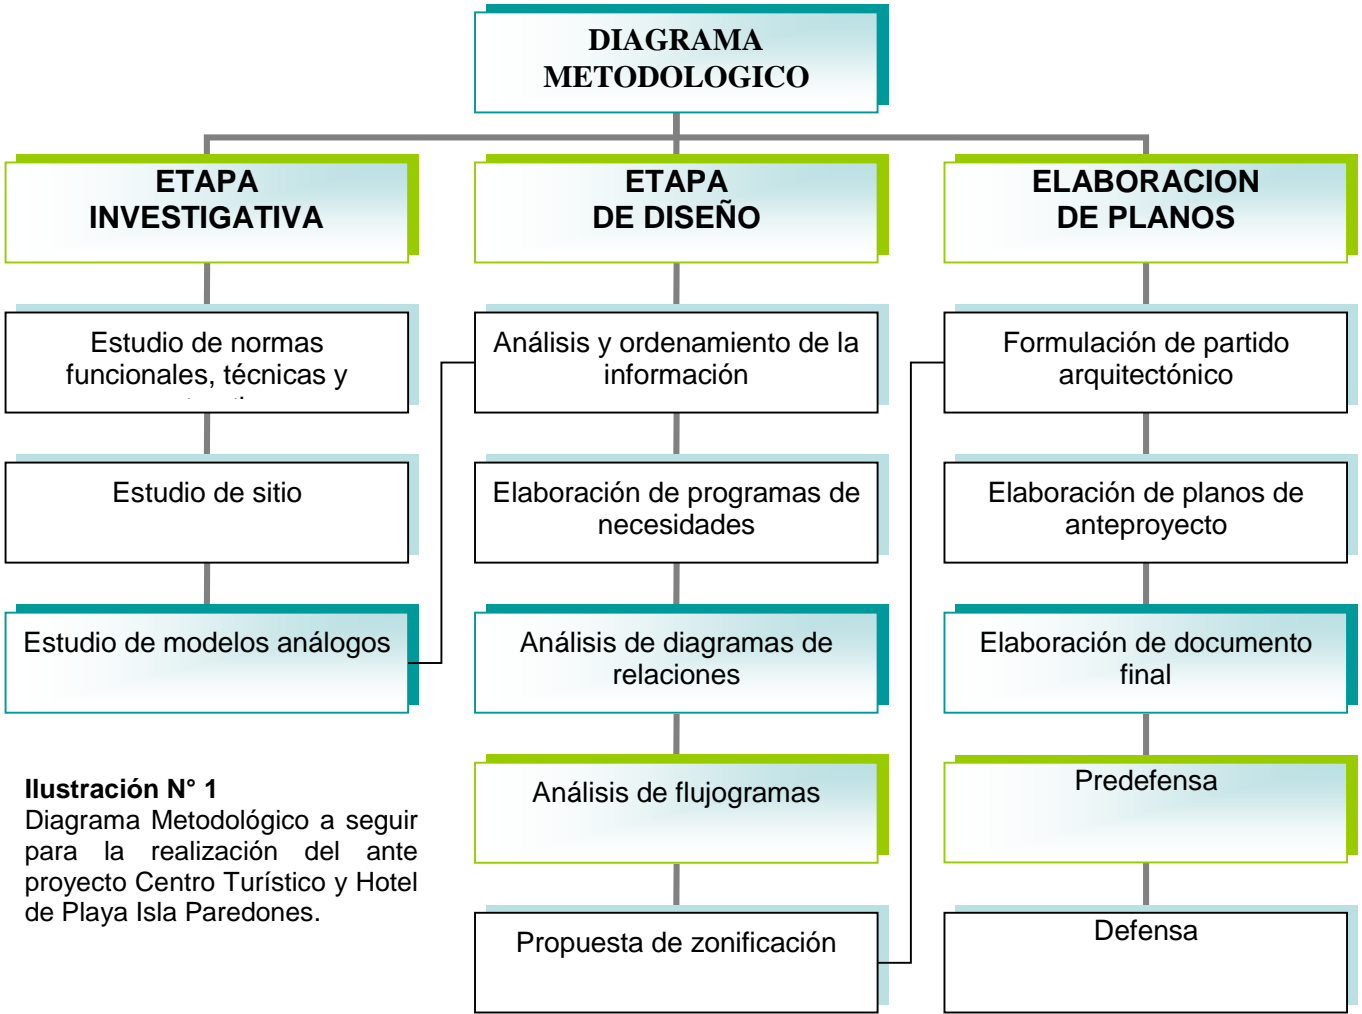 DIAGRAMA
METODOLOGICO
ETAPA
INVESTIGATIVA
Estudio de normas
funcionales, técnicas y
Estudio de sitio
Estudio de modelos análogos
ETAPA
DE DISEÑO
Análisis y ordenamiento de la
información
Elaboración de programas de
necesidades
Análisis de diagramas de
relaciones
Análisis de flujogramas
Propuesta de zonificación
ELABORACION
DE PLANOS
Formulación de partido
arquitectónico
Elaboración de planos de
anteproyecto
Elaboración de documento
final
Predefensa
Defensa
Ilustración N° 1
Diagrama Metodológico a seguir
para la realización del ante
proyecto Centro Turístico y Hotel
de Playa Isla Paredones.